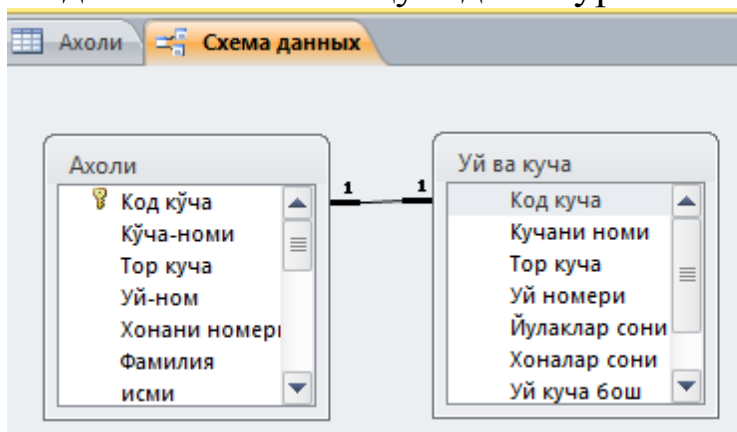 Ахоли Схема данных
Ахоли
Код кўча
Кўча-номи
Тор куча
Уй-ном
Хонани номер
Фамилия
исми
1 1
Уй ва куча
Код куча
Кучани номи
Тор куча
Уй номери
Йулаклар сони
Хоналар сони
Уй куча бош